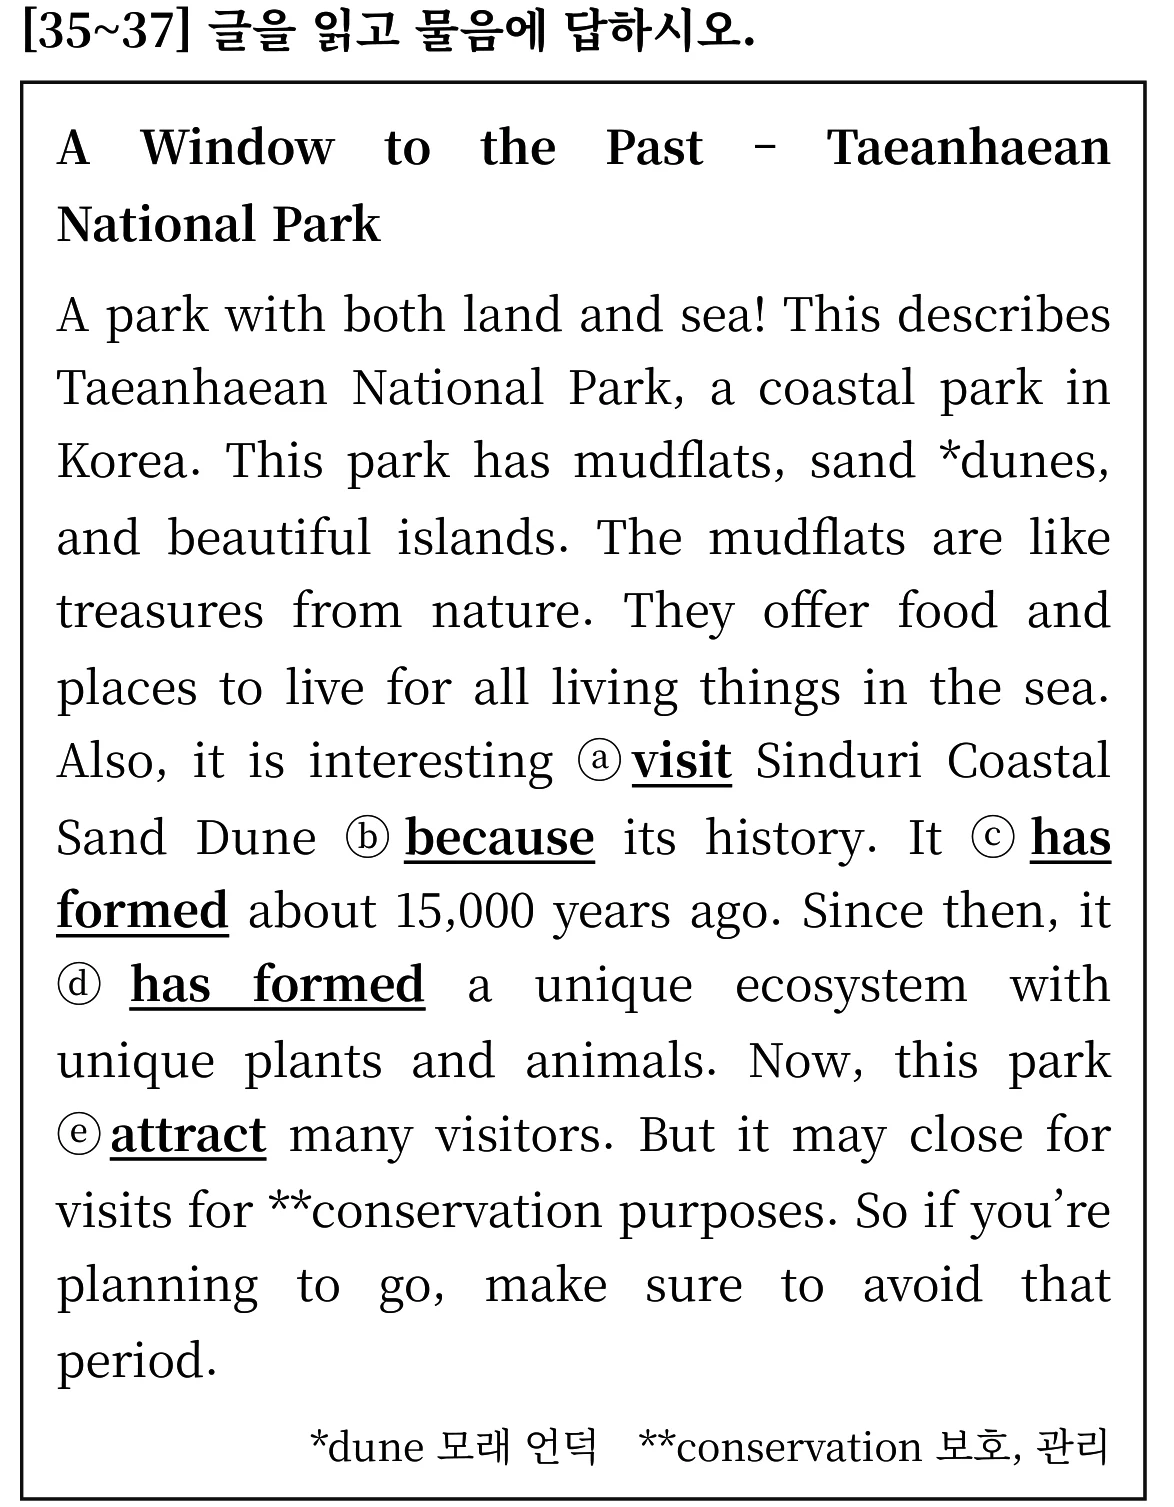 [35~37] 글을 읽고 물음에 답하시오.
A Window to the Past - Taeanhaean
National Park
A park with both land and sea! This describes
Taeanhaean National Park, a coastal park in
Korea. This park has mudflats, sand *dunes,
and beautiful islands. The mudflats are like
treasures from nature. They offer food and
places to live for all living things in the sea.
Also, it is interesting ⓐvisit Sinduri Coastal
Sand Dune ⓑ because its history. It ⓒ has
formed about 15,000 years ago. Since then, it
ⓓ has formed a unique ecosystem with
unique plants and animals. Now, this park
ⓔattract many visitors. But it may close for
visits for **conservation purposes. So if you’re
planning to go, make sure to avoid that
period.
*dune 모래 언덕 **conservation 보호, 관리